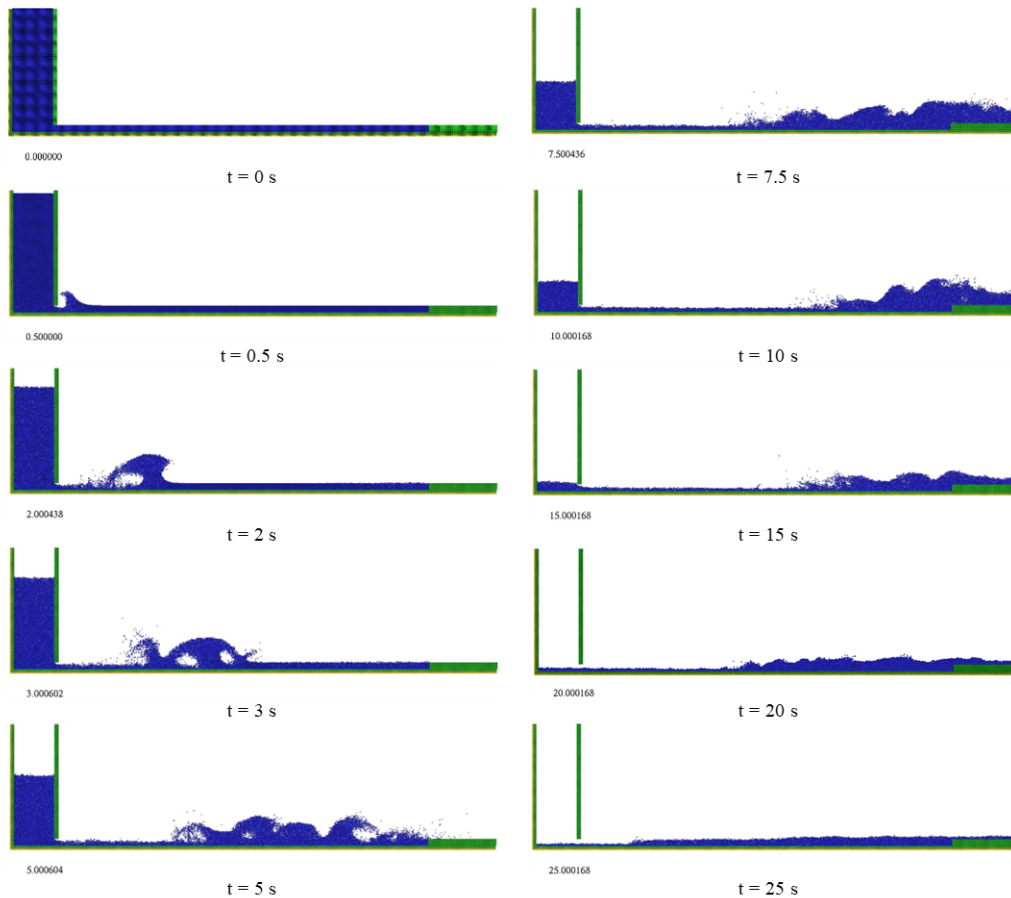 0.000000
t = 0 s
0.500000
t = 0.5 s
2.000438
t = 2 s
3.000602
t = 3 s
5.000604
t = 5 s
7.500436
t = 7.5 s
10.000168
t = 10 s
15.000168
t = 15 s
20.000168
t = 20 s
25.000168
t = 25 s